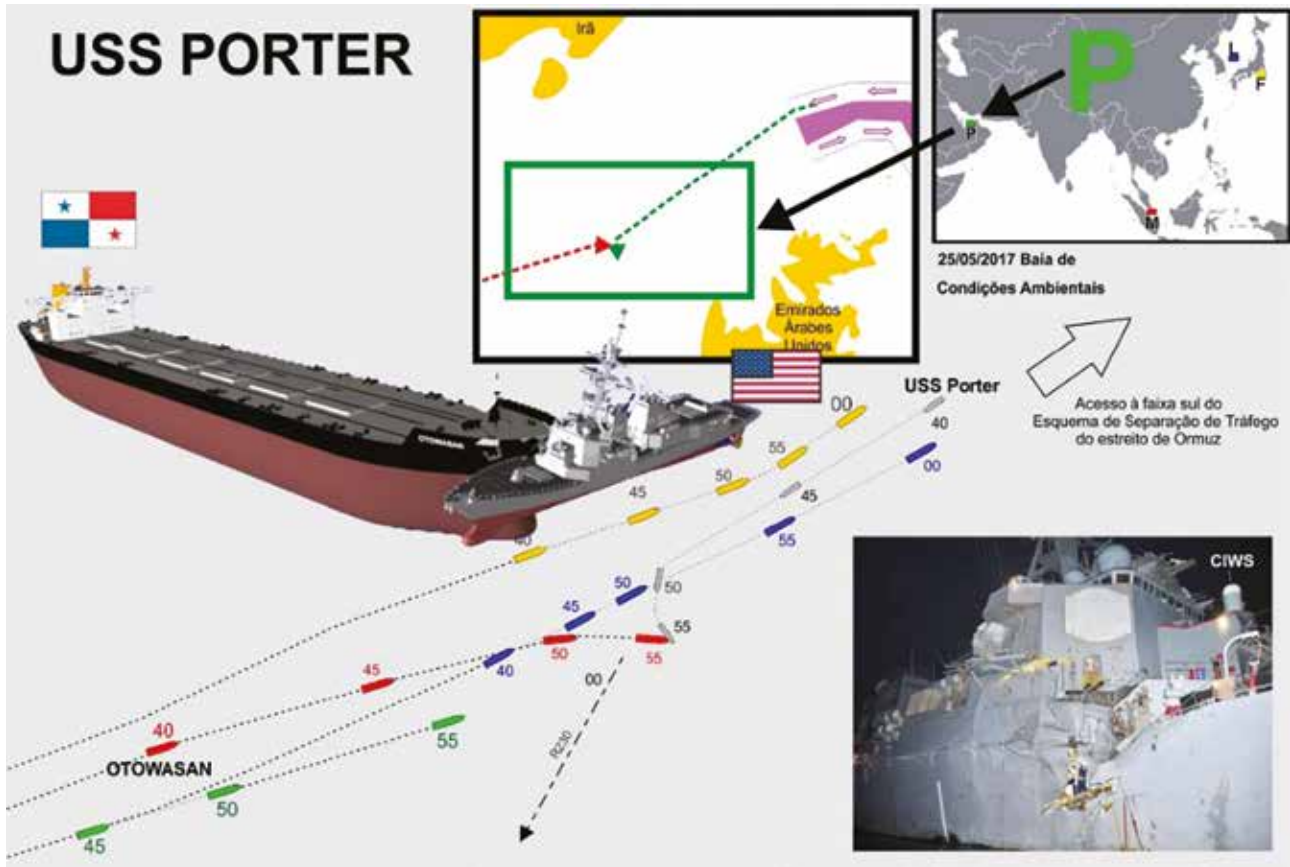 USS PORTER
Irã
Emirados
Árabes
Unidos
P
L
F
P
M
25/05/2017 Baia de
Condições Ambientais
OTOWASAN
USS Porter
Acesso à faixa sul do
Esquema de Separação de Tráfego
do estreito de Ormuz
00
40
55
00
50
45
45
55
40
50
50
45
55
50
55
40
00
45
40
R230
OTOWASAN
55
50
45
CIWS